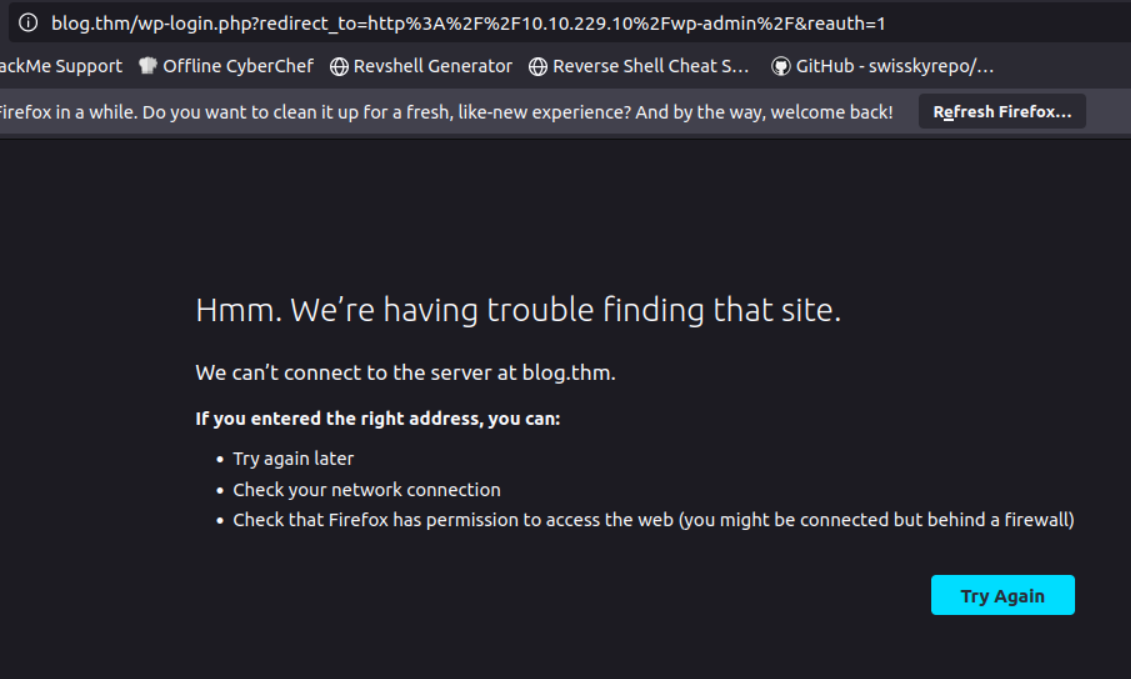 blog.thm/wp-login.php?redirect_to=http%3A%2F%2F10.10.229.10%2Fwp-admin%2F&reauth=1
ackMe Support Offline CyberChef Revshell Generator Reverse Shell Cheat S... GitHub - swisskyrepo/...
Firefox in a while. Do you want to clean it up for a fresh, like-new experience? And by the way, welcome back! Refresh Firefox...
Hmm. We’re having trouble finding that site.
We can’t connect to the server at blog.thm.
If you entered the right address, you can:
• Try again later
• Check your network connection
• Check that Firefox has permission to access the web (you might be connected but behind a firewall)
Try Again